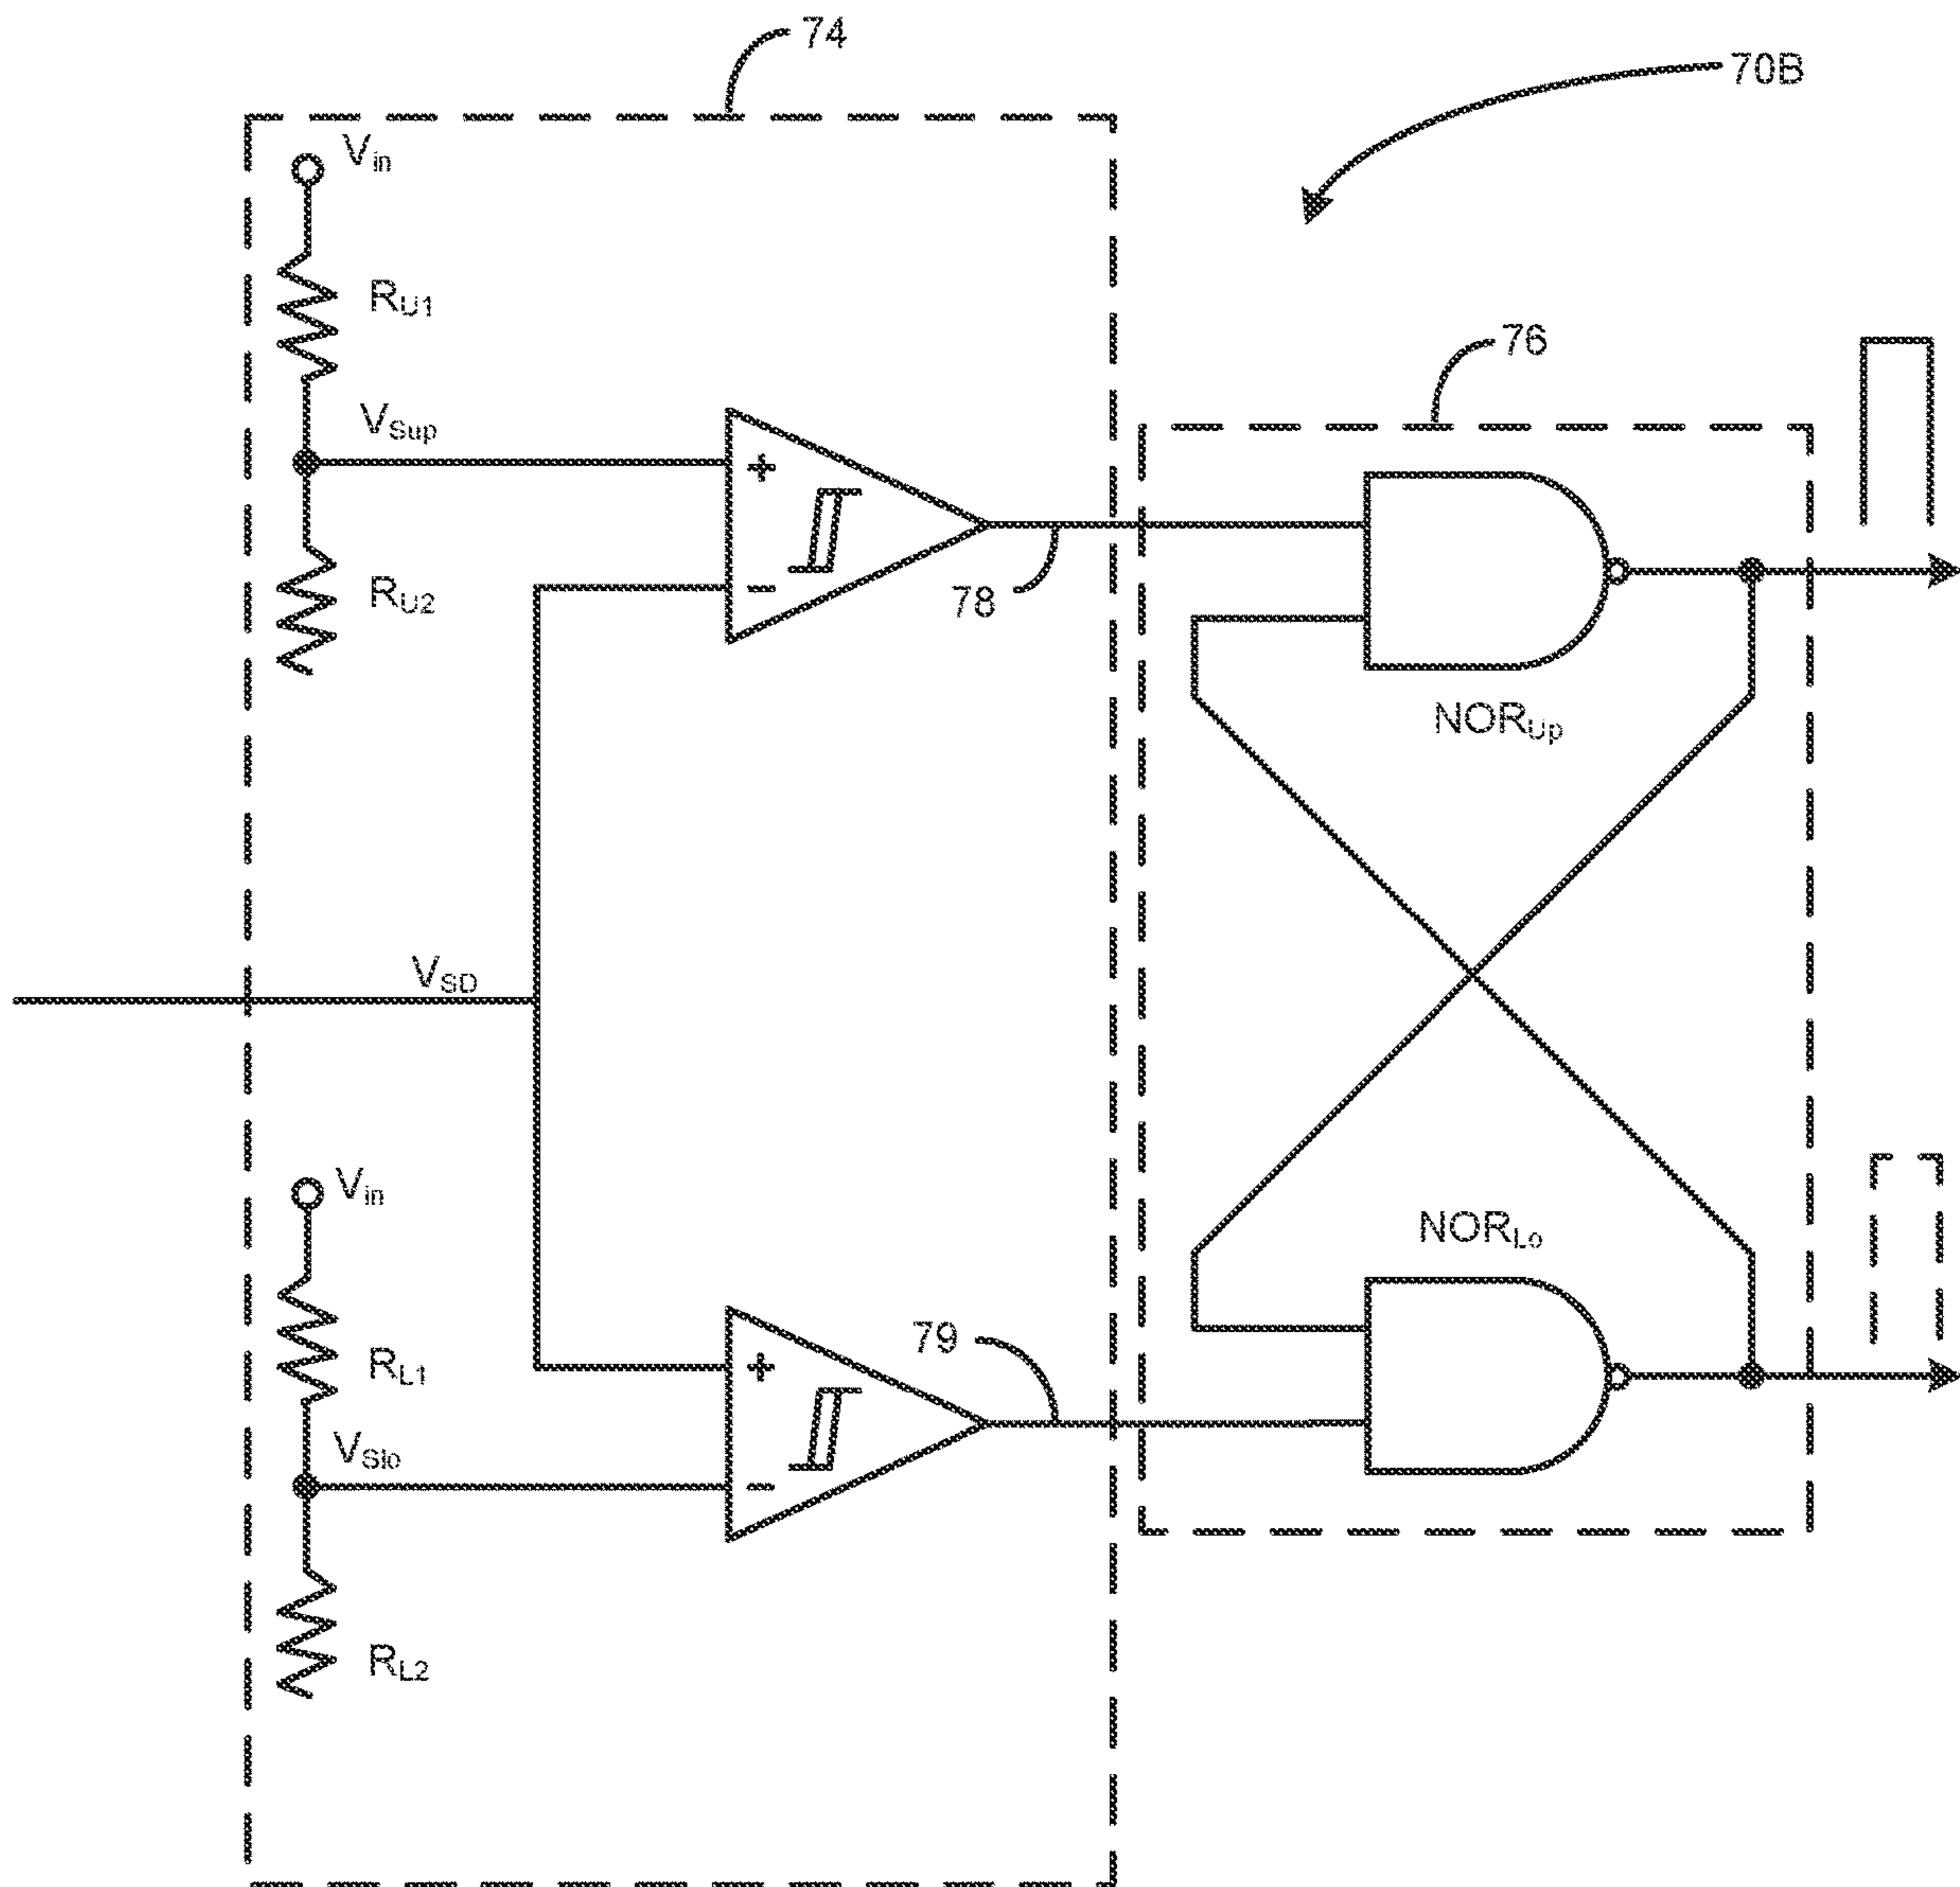 74
70B
Vin
RU1
76
VSup
+
-
78
RU2
NORUp
VSD
Vin
NORLo
79
RL1
+
VSlo
-
RL2